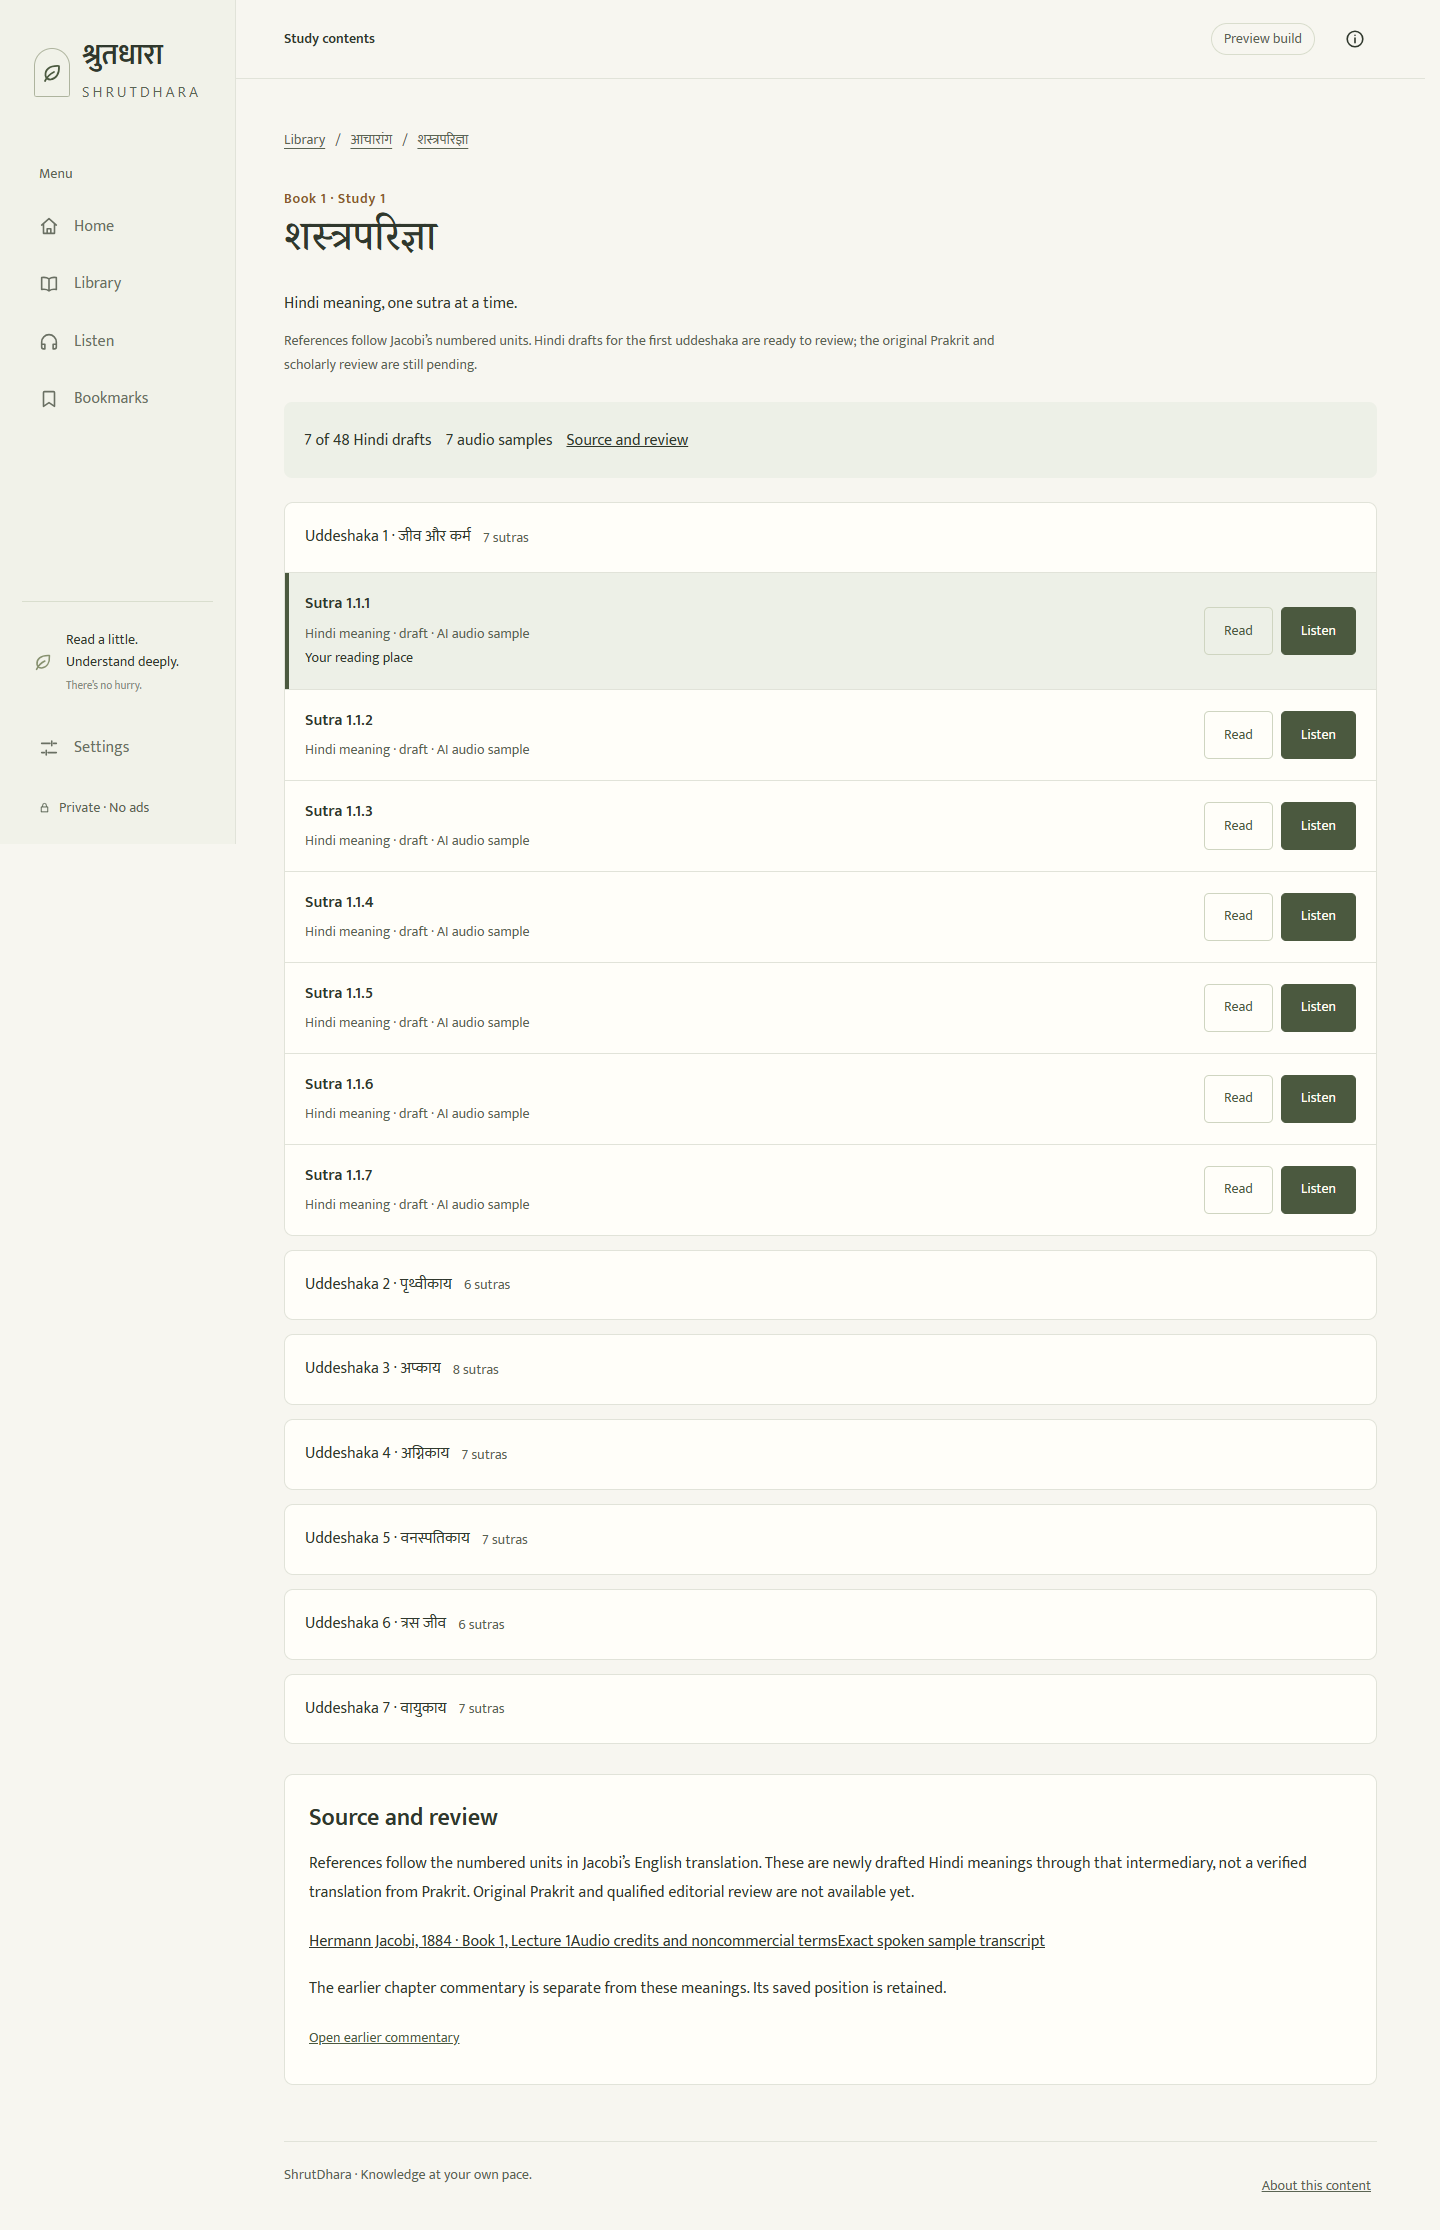 श्रुतधारा
SHRUTDHARA
Menu
Home
Library
Listen
Bookmarks
Read a little.
Understand deeply.
There's no hurry.
Settings
Private · No ads
Study contents
Preview build
Library / आचारांग / शस्त्रपरिज्ञा
Book 1 · Study 1
शस्त्रपरिज्ञा
Hindi meaning, one sutra at a time.
References follow Jacobi’s numbered units. Hindi drafts for the first uddeshaka are ready to review; the original Prakrit and
scholarly review are still pending.
7 of 48 Hindi drafts 7 audio samples Source and review
Uddeshaka 1 · जीव और कर्म 7 sutras
Sutra 1.1.1
Hindi meaning · draft · AI audio sample
Your reading place
Read Listen
Sutra 1.1.2
Hindi meaning · draft · AI audio sample
Read Listen
Sutra 1.1.3
Hindi meaning · draft · AI audio sample
Read Listen
Sutra 1.1.4
Hindi meaning · draft · AI audio sample
Read Listen
Sutra 1.1.5
Hindi meaning · draft · AI audio sample
Read Listen
Sutra 1.1.6
Hindi meaning · draft · AI audio sample
Read Listen
Sutra 1.1.7
Hindi meaning · draft · AI audio sample
Read Listen
Uddeshaka 2 · पृथ्वीकाय 6 sutras
Uddeshaka 3 · अप्काय 8 sutras
Uddeshaka 4 · अग्निकाय 7 sutras
Uddeshaka 5 · वनस्पतिकाय 7 sutras
Uddeshaka 6 · त्रस जीव 6 sutras
Uddeshaka 7 · वायुकाय 7 sutras
Source and review
References follow the numbered units in Jacobi’s English translation. These are newly drafted Hindi meanings through that intermediary, not a verified
translation from Prakrit. Original Prakrit and qualified editorial review are not available yet.
Hermann Jacobi, 1884 · Book 1, Lecture 1Audio credits and noncommercial termsExact spoken sample transcript
The earlier chapter commentary is separate from these meanings. Its saved position is retained.
Open earlier commentary
ShrutDhara · Knowledge at your own pace.
About this content